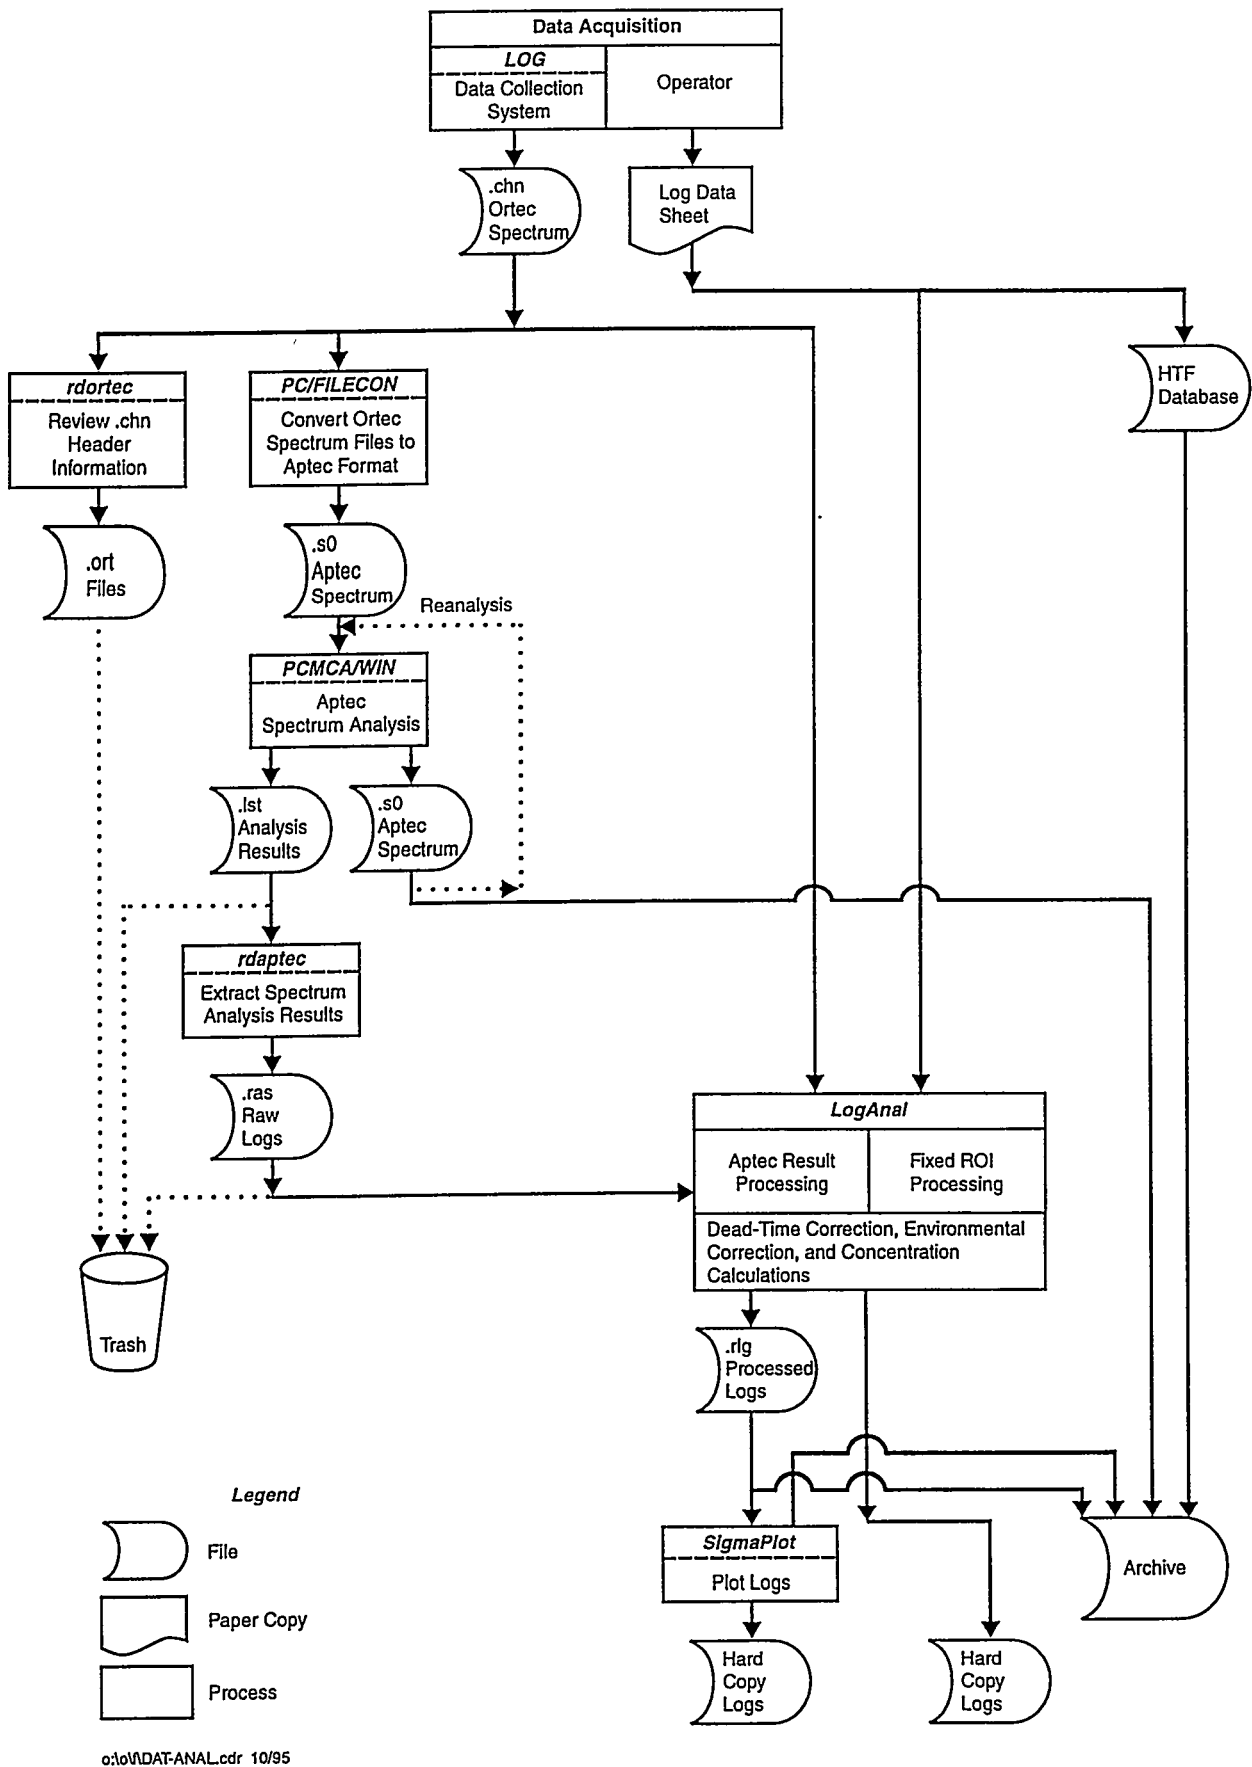 Data Acquisition
LOG
Data Collection
System
Operator
.chn
Ortec
Spectrum
Log Data
Sheet
HTF
Database
rdortec
Review .chn
Header
Information
PC/FILECON
Convert Ortec
Spectrum Files to
Aptec Format
.ort
Files
.s0
Aptec
Spectrum
Reanalysis
PCMCA/WIN
Aptec
Spectrum Analysis
.lst
Analysis
Results
.s0
Aptec
Spectrum
rdaptec
Extract Spectrum
Analysis Results
.ras
Raw
Logs
LogAnal
Aptec Result
Processing
Fixed ROI
Processing
Dead-Time Correction, Environmental
Correction, and Concentration
Calculations
Trash
.rlg
Processed
Logs
SigmaPlot
Plot Logs
Archive
Hard
Copy
Logs
Hard
Copy
Logs
Legend
File
Paper Copy
Process
10/95